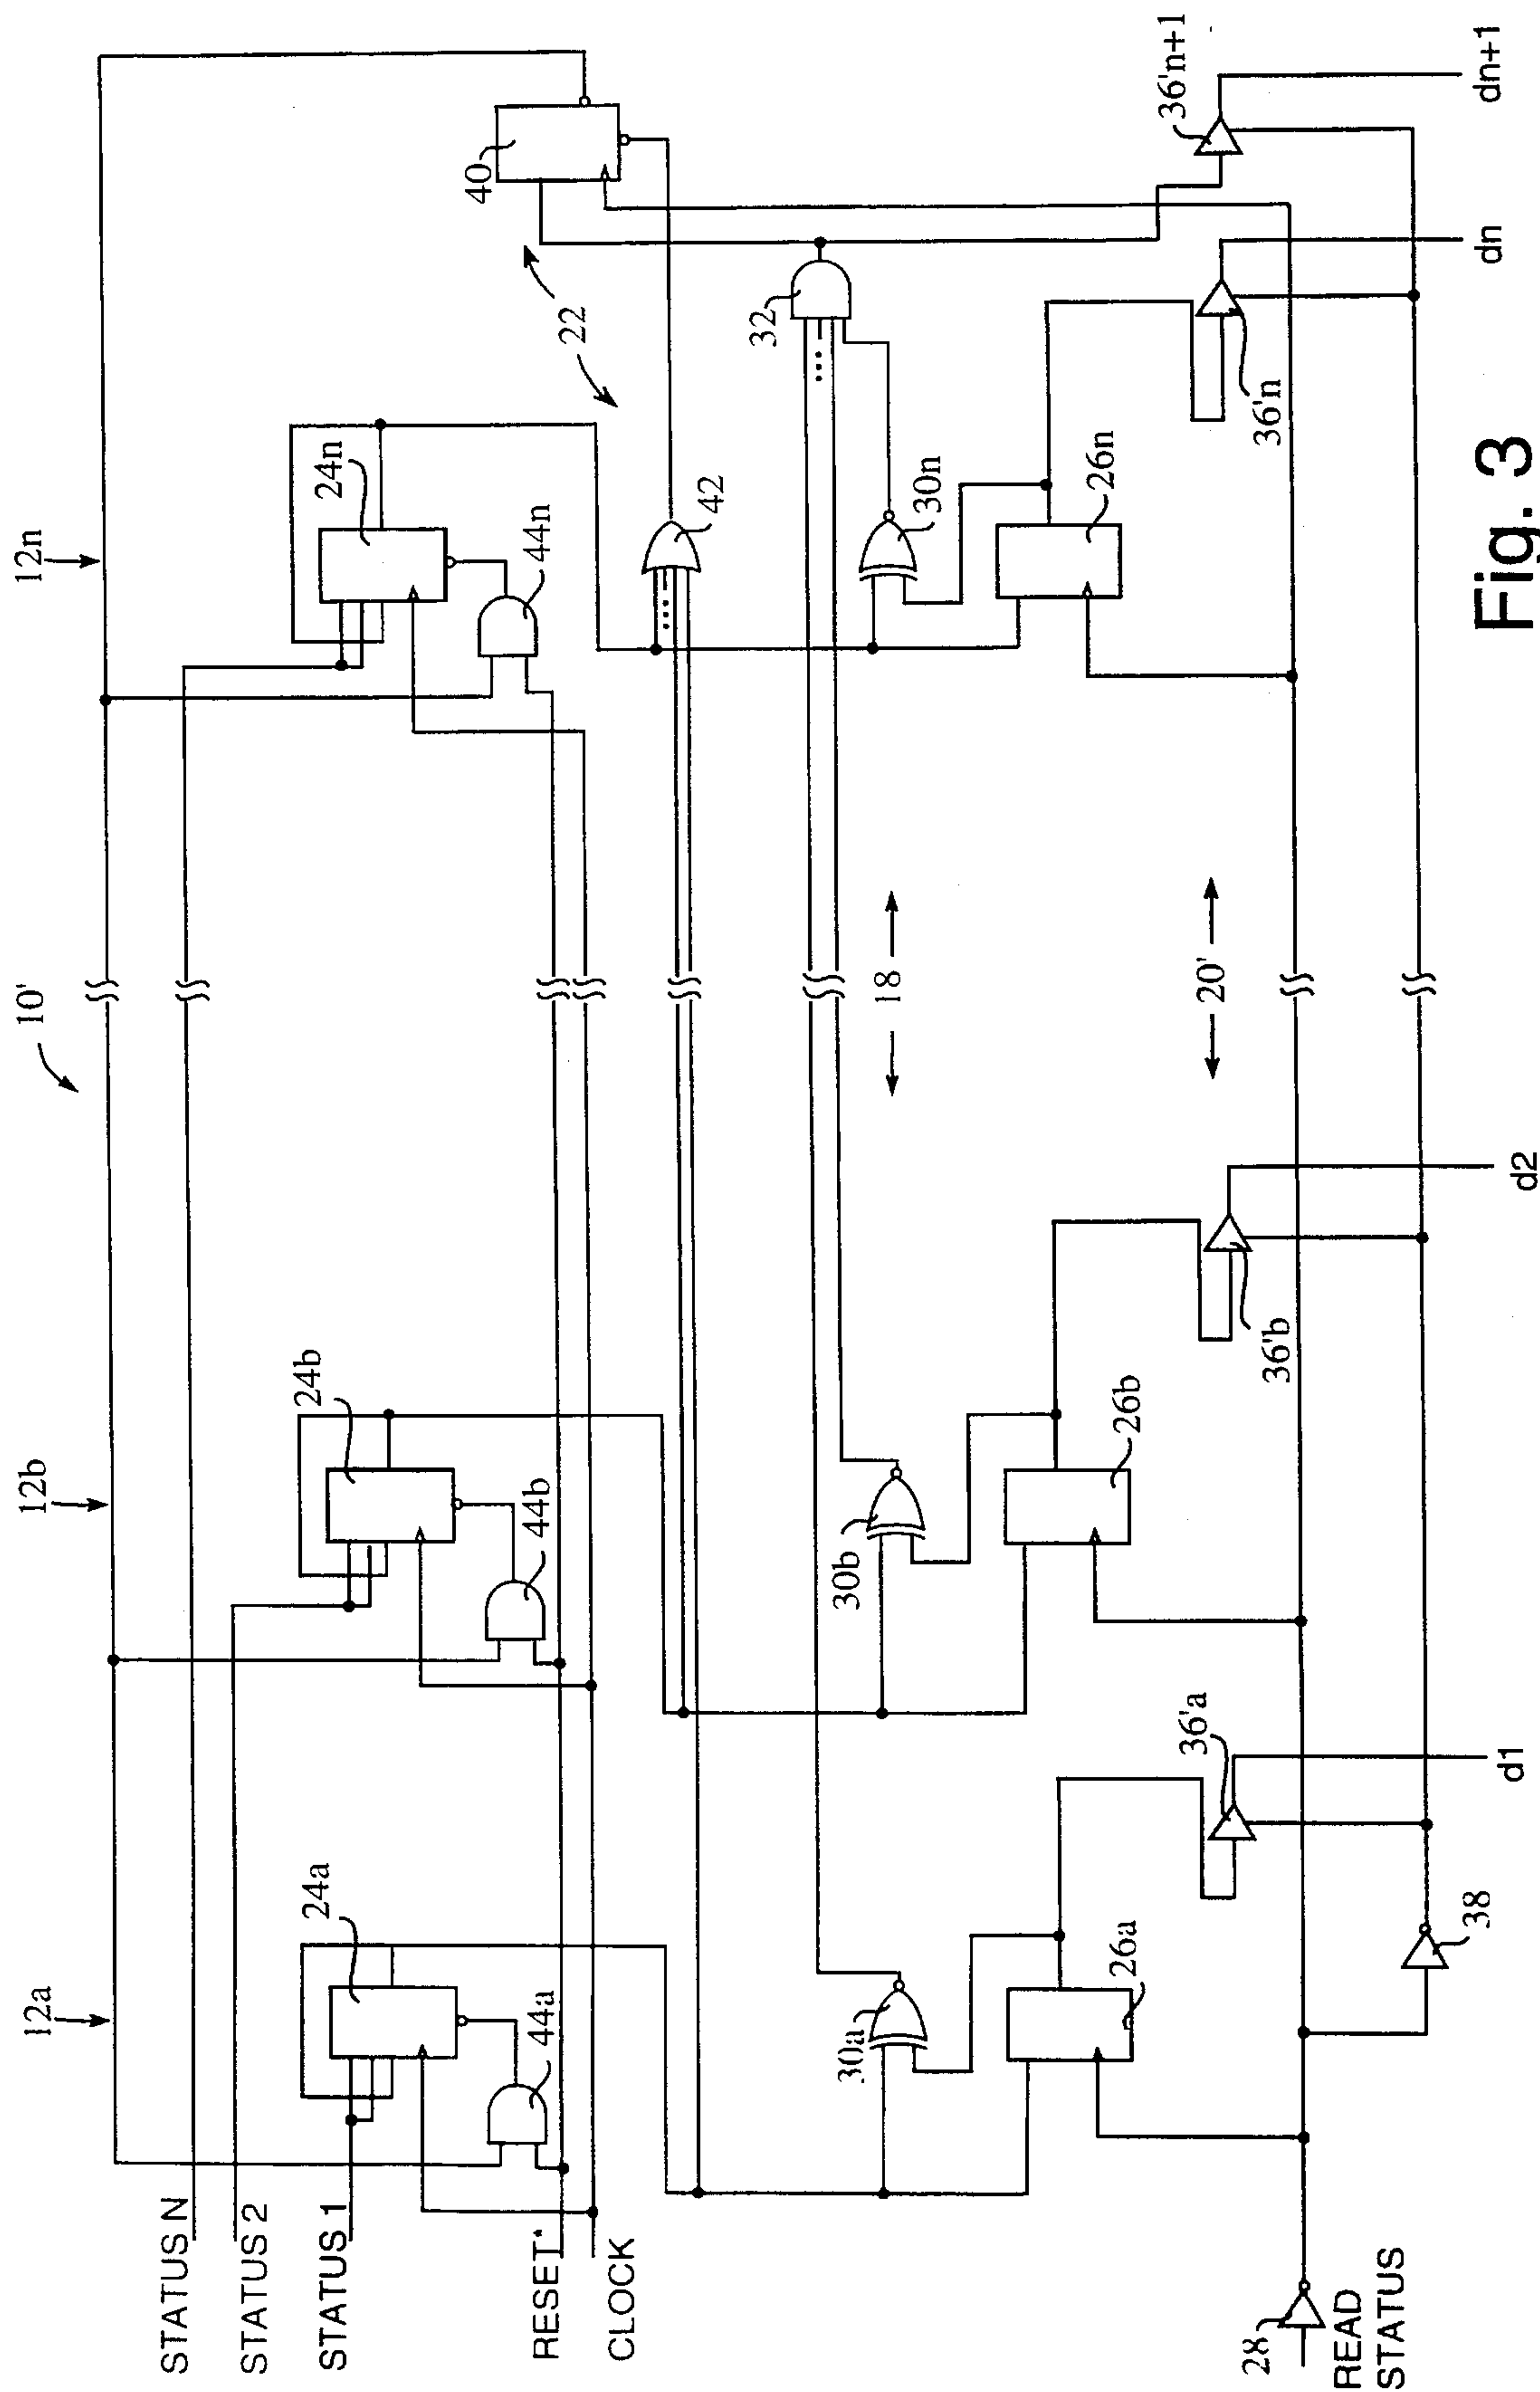 10'
12a
12b
12n
STATUS N
STATUS 2
STATUS 1
RESET*
CLOCK
24a
24b
24n
44a
44b
44n
40
22
42
32
30a
30b
30n
18
26a
26b
26n
20'
36'a
36'b
36'n
36'n+1
28
READ
STATUS
38
d1
d2
dn
dn+1
Fig. 3